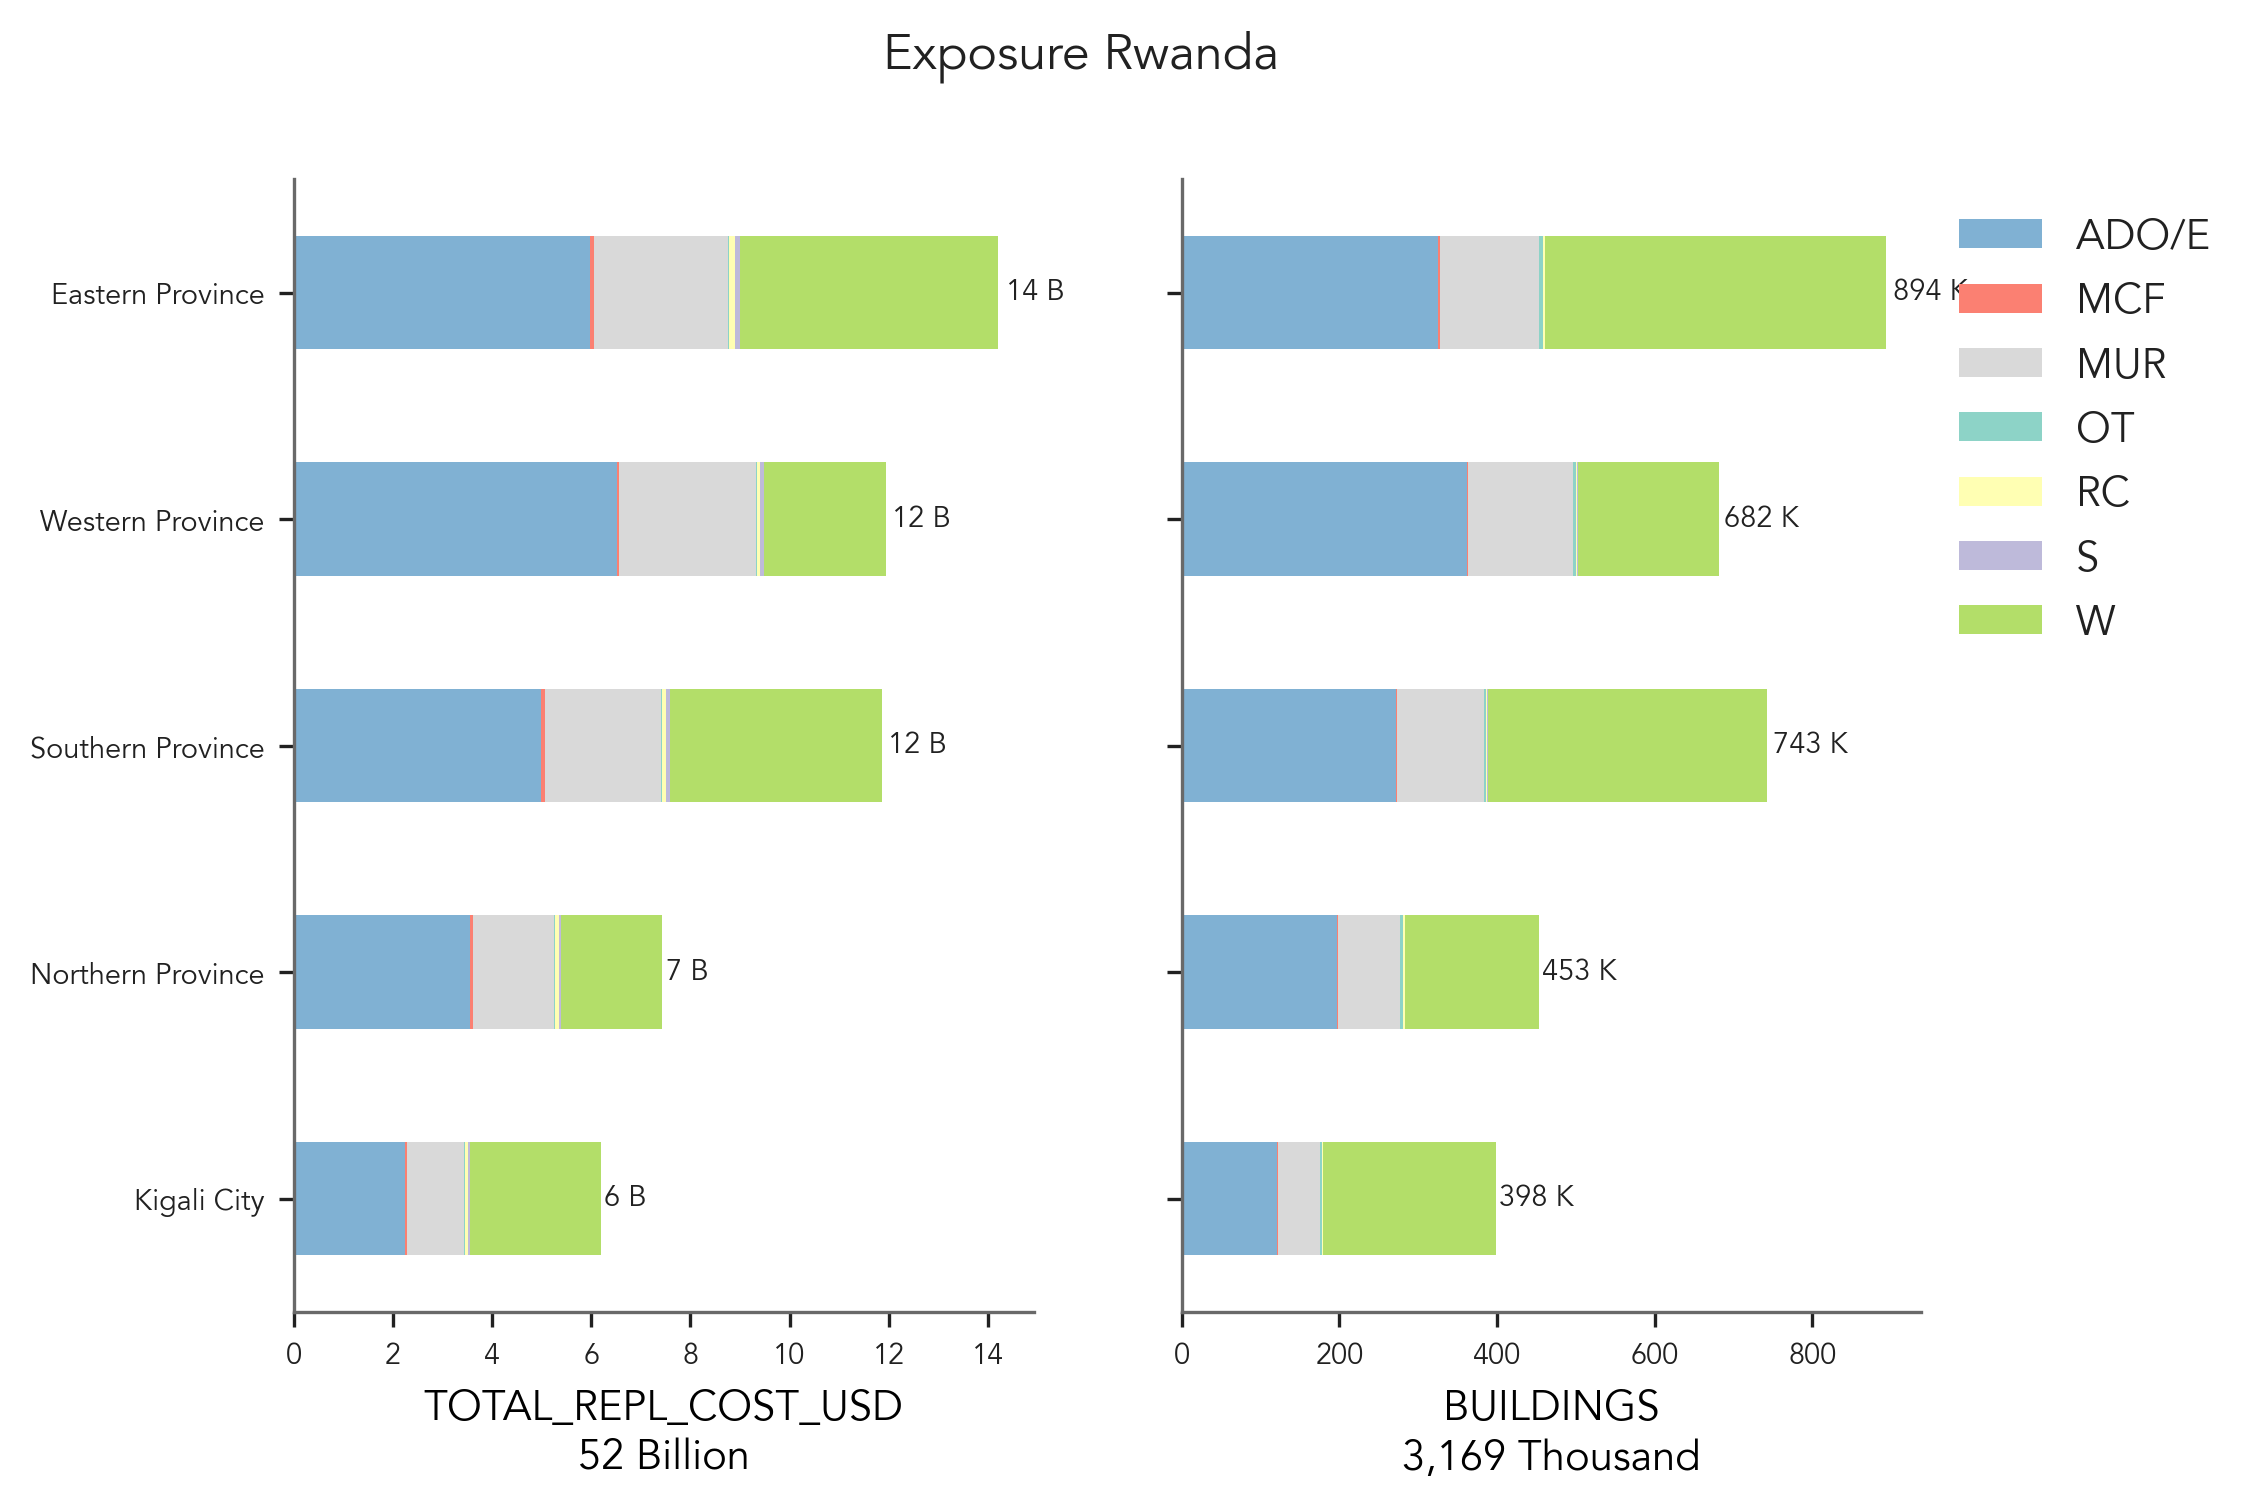 Exposure Rwanda
Eastern Province
Western Province
Southern Province
Northern Province
Kigali City
14 B
12 B
12 B
7 B
6 B
0 2 4 6 8 10 12 14
TOTAL_REPL_COST_USD
52 Billion
894 K
682 K
743 K
453 K
398 K
0 200 400 600 800
BUILDINGS
3,169 Thousand
ADO/E
MCF
MUR
OT
RC
S
W